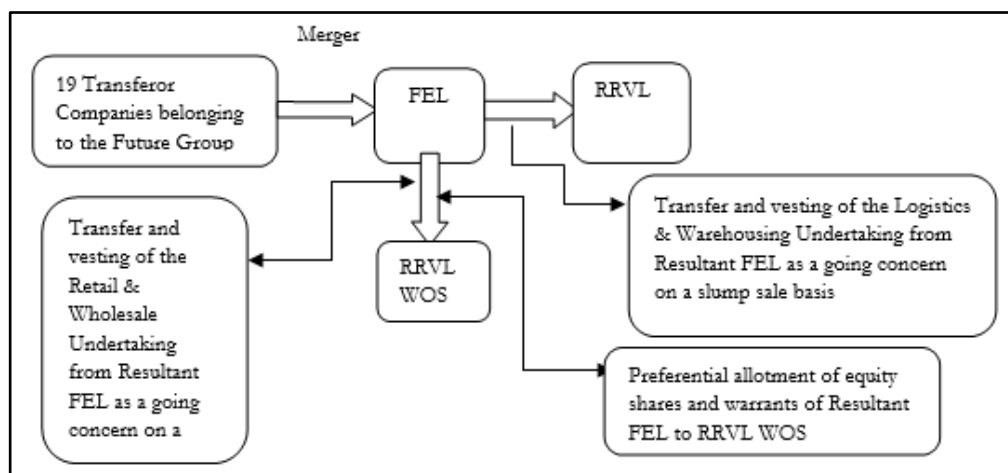 Merger
19 Transferor
Companies belonging
to the Future Group
FEL
RRVL
Transfer and vesting of the Logistics
& Warehousing Undertaking from
Resultant FEL as a going concern
on a slump sale basis
Transfer and
vesting of the
Retail &
Wholesale
Undertaking
from Resultant
FEL as a going
concern on a
RRVL
WOS
Preferential allotment of equity
shares and warrants of Resultant
FEL to RRVL WOS